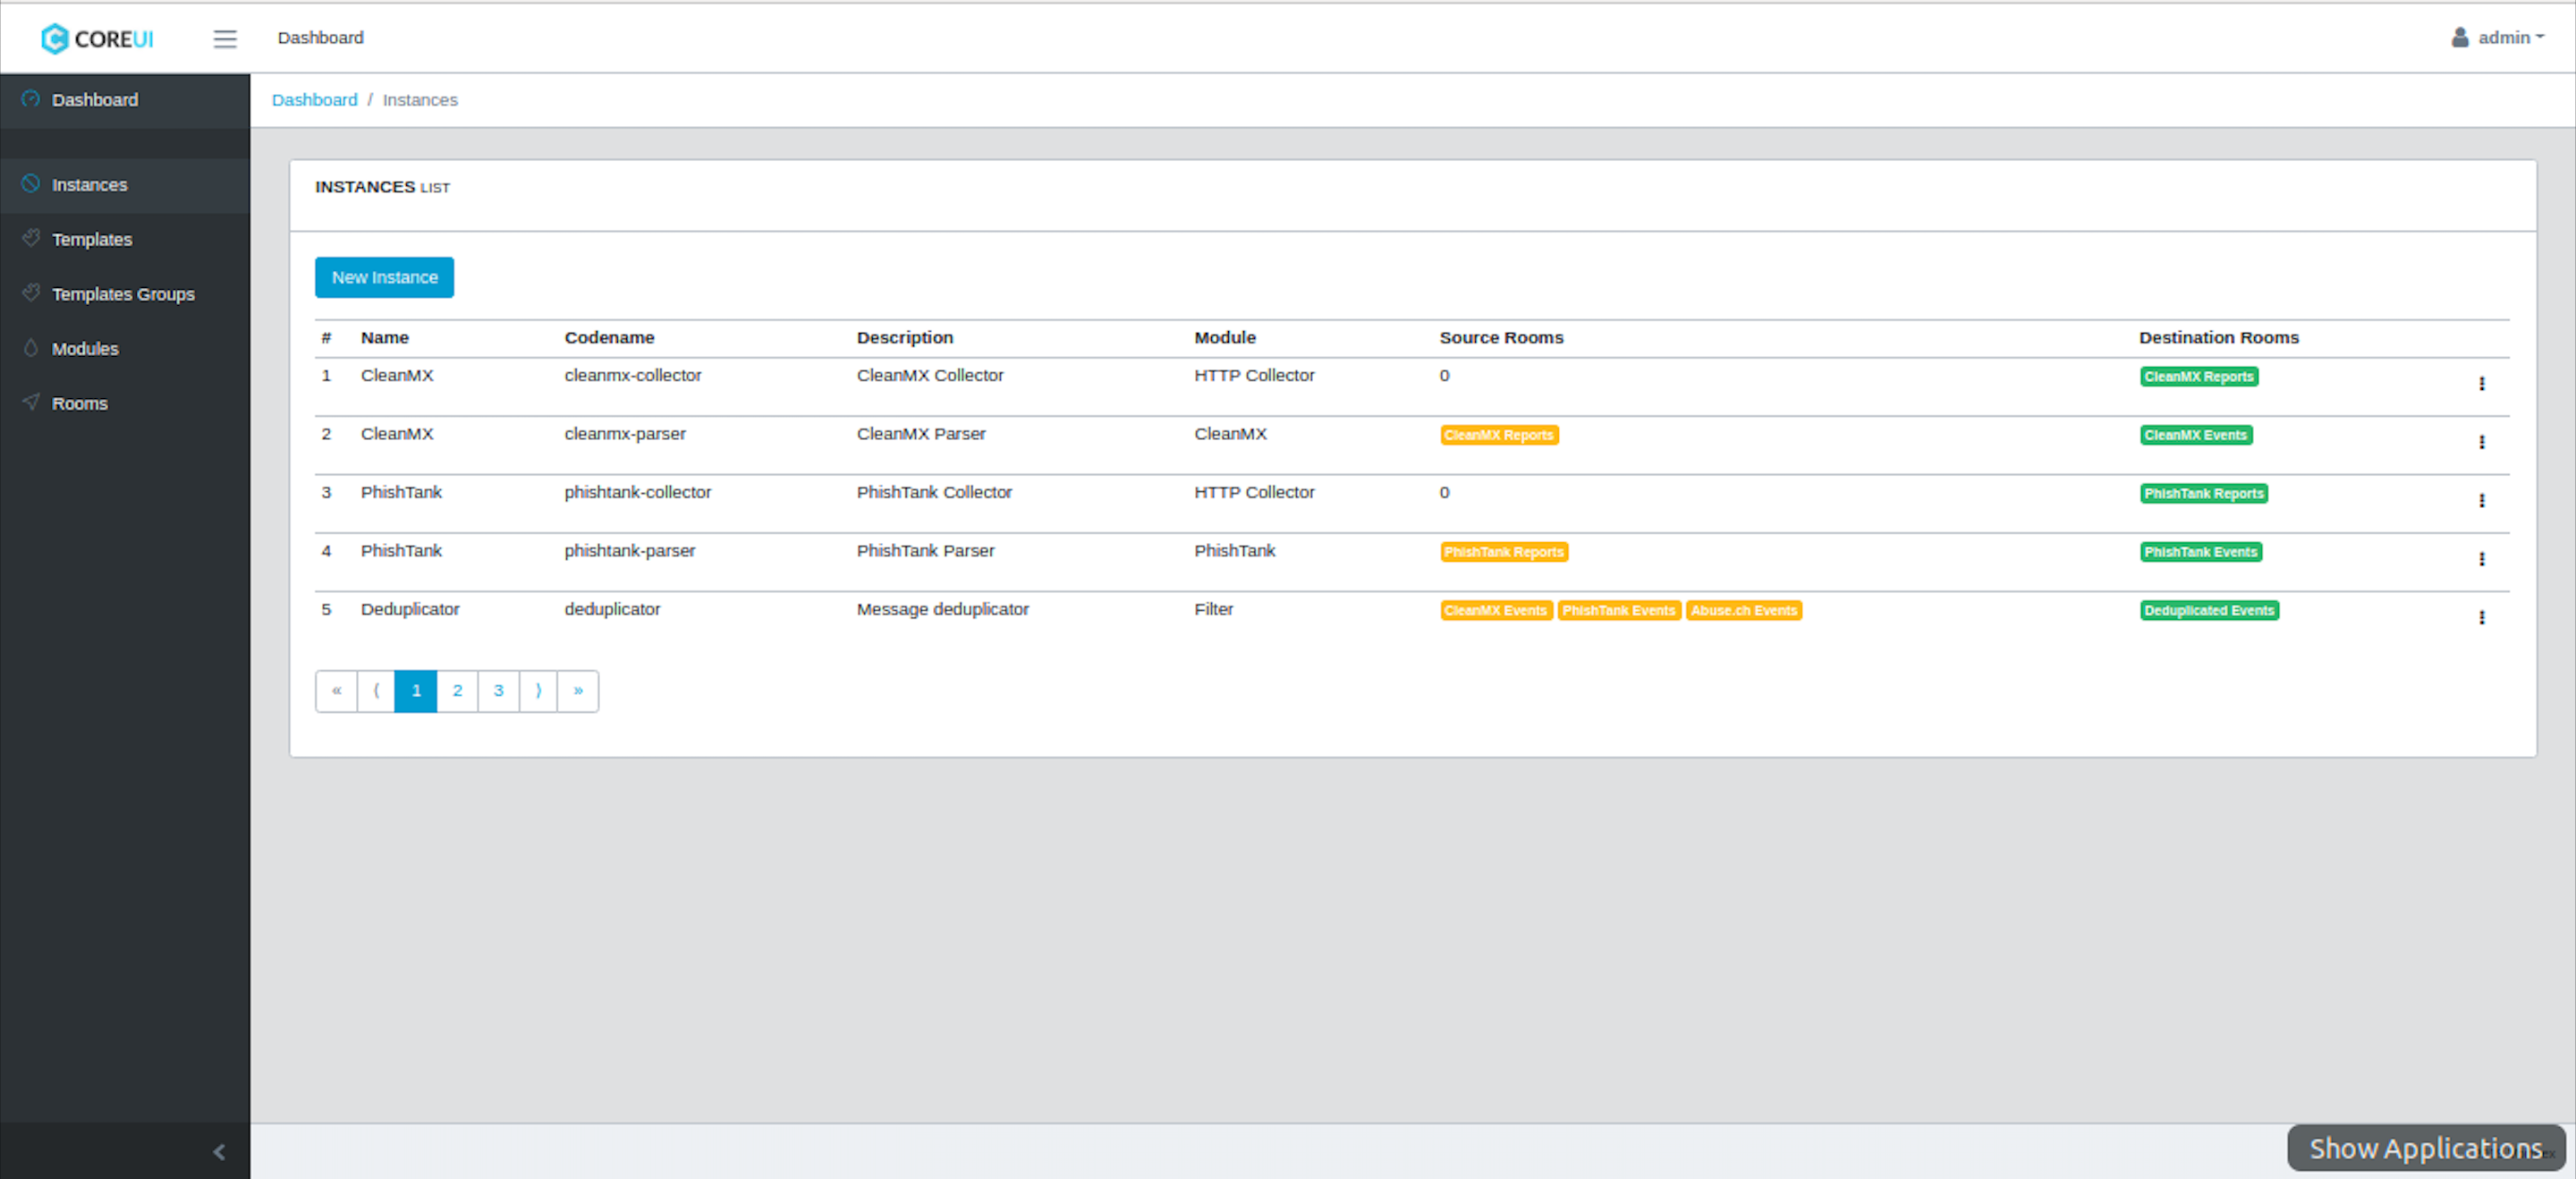 COREUI Dashboard admin
Dashboard
Dashboard / Instances
Instances
Templates
Templates Groups
Modules
Rooms
INSTANCES LIST
New Instance
# Name Codename Description Module Source Rooms Destination Rooms
1 CleanMX cleanmx-collector CleanMX Collector HTTP Collector 0 CleanMX Reports
2 CleanMX cleanmx-parser CleanMX Parser CleanMX CleanMX Reports CleanMX Events
3 PhishTank phishtank-collector PhishTank Collector HTTP Collector 0 PhishTank Reports
4 PhishTank phishtank-parser PhishTank Parser PhishTank PhishTank Reports PhishTank Events
5 Deduplicator deduplicator Message deduplicator Filter CleanMX Events PhishTank Events Abuse.ch Events Deduplicated Events
« ⟨ 1 2 3 ⟩ »
Show Applications